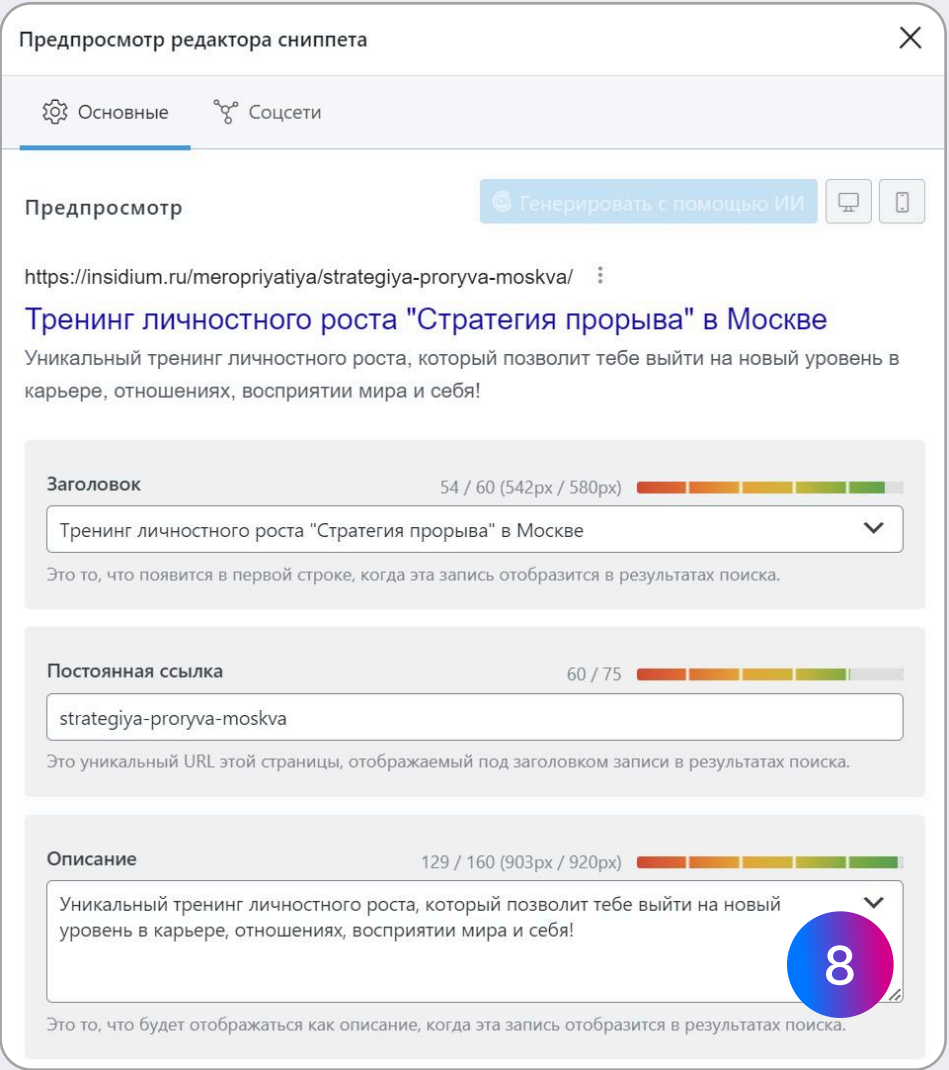 Предпросмотр редактора сниппета
Основные
Соцсети
Предпросмотр
Генерировать с помощью ИИ
https://insidium.ru/meropriyatiya/strategiya-proryva-moskva/
Тренинг личностного роста "Стратегия прорыва" в Москве
Уникальный тренинг личностного роста, который позволит тебе выйти на новый уровень в
карьере, отношениях, восприятии мира и себя!
Заголовок
54 / 60 (542px / 580px)
Тренинг личностного роста "Стратегия прорыва" в Москве
Это то, что появится в первой строке, когда эта запись отобразится в результатах поиска.
Постоянная ссылка
60 / 75
strategiya-proryva-moskva
Это уникальный URL этой страницы, отображаемый под заголовком записи в результатах поиска.
Описание
129 / 160 (903px / 920px)
Уникальный тренинг личностного роста, который позволит тебе выйти на новый
уровень в карьере, отношениях, восприятии мира и себя!
8
Это то, что будет отображаться как описание, когда эта запись отобразится в результатах поиска.